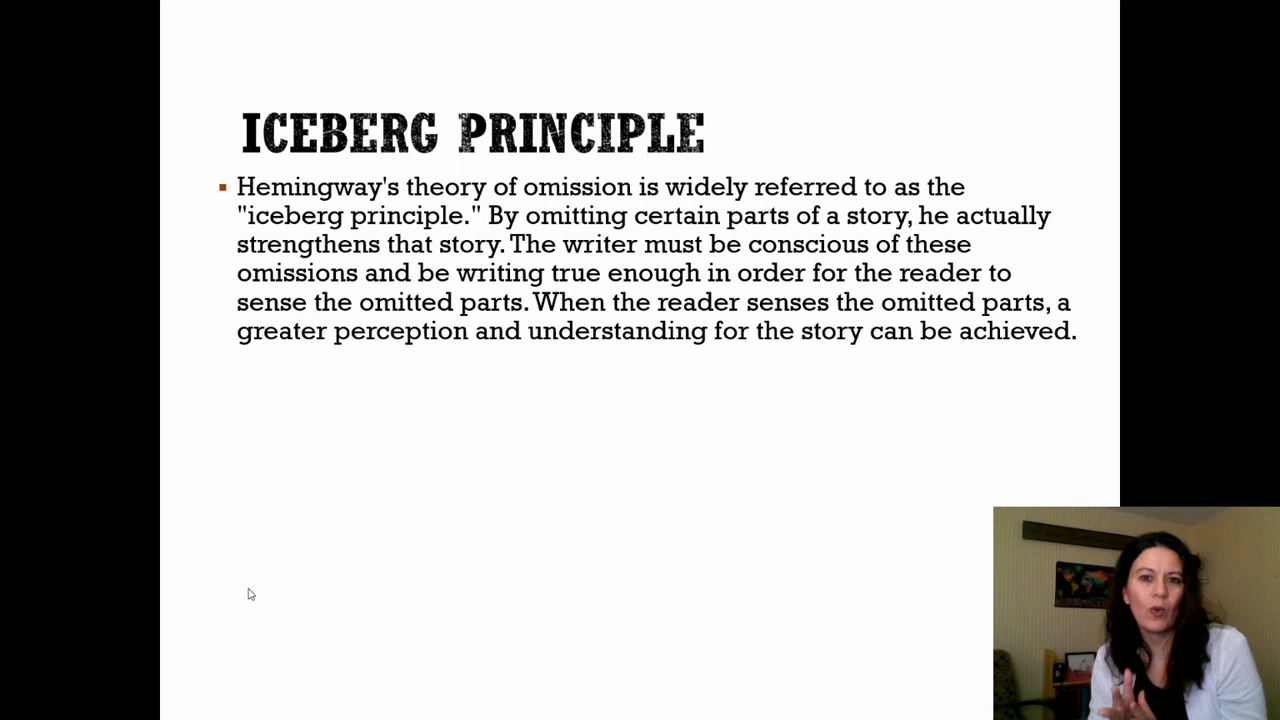 ICEBERG PRINCIPLE
Hemingway's theory of omission is widely referred to as the
"iceberg principle." By omitting certain parts of a story, he actually
strengthens that story. The writer must be conscious of these
omissions and be writing true enough in order for the reader to
sense the omitted parts. When the reader senses the omitted parts, a
greater perception and understanding for the story can be achieved.